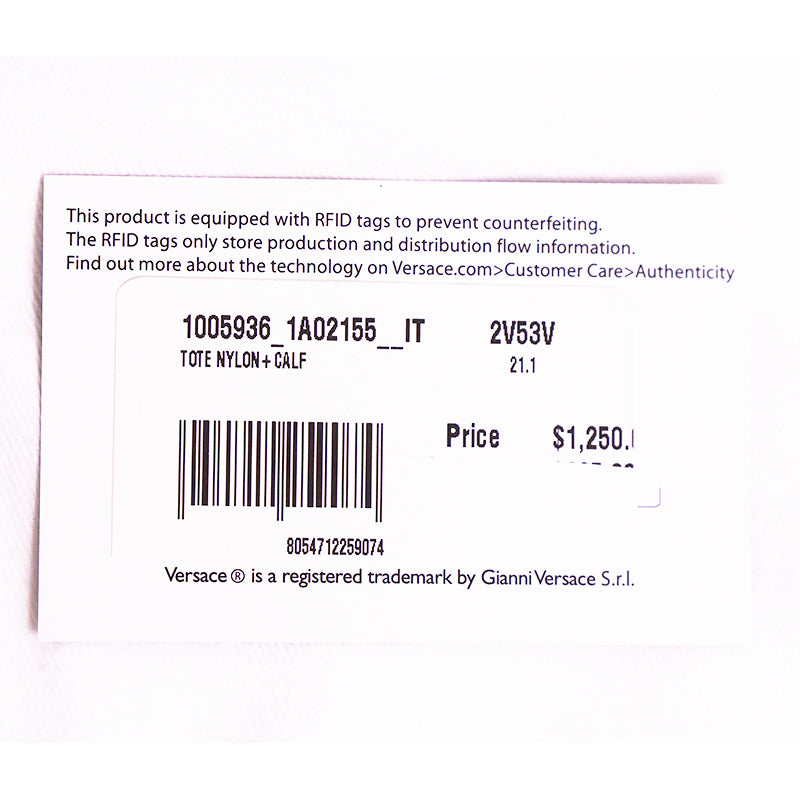 This product is equipped with RFID tags to prevent counterfeiting.
The RFID tags only store production and distribution flow information.
Find out more about the technology on Versace.com>Customer Care>Authenticity
1005936_1A02155__IT 2V53V
TOTE NYLON+CALF 21.1
Price $1,250.
8054712259074
Versace ® is a registered trademark by Gianni Versace S.r.l.